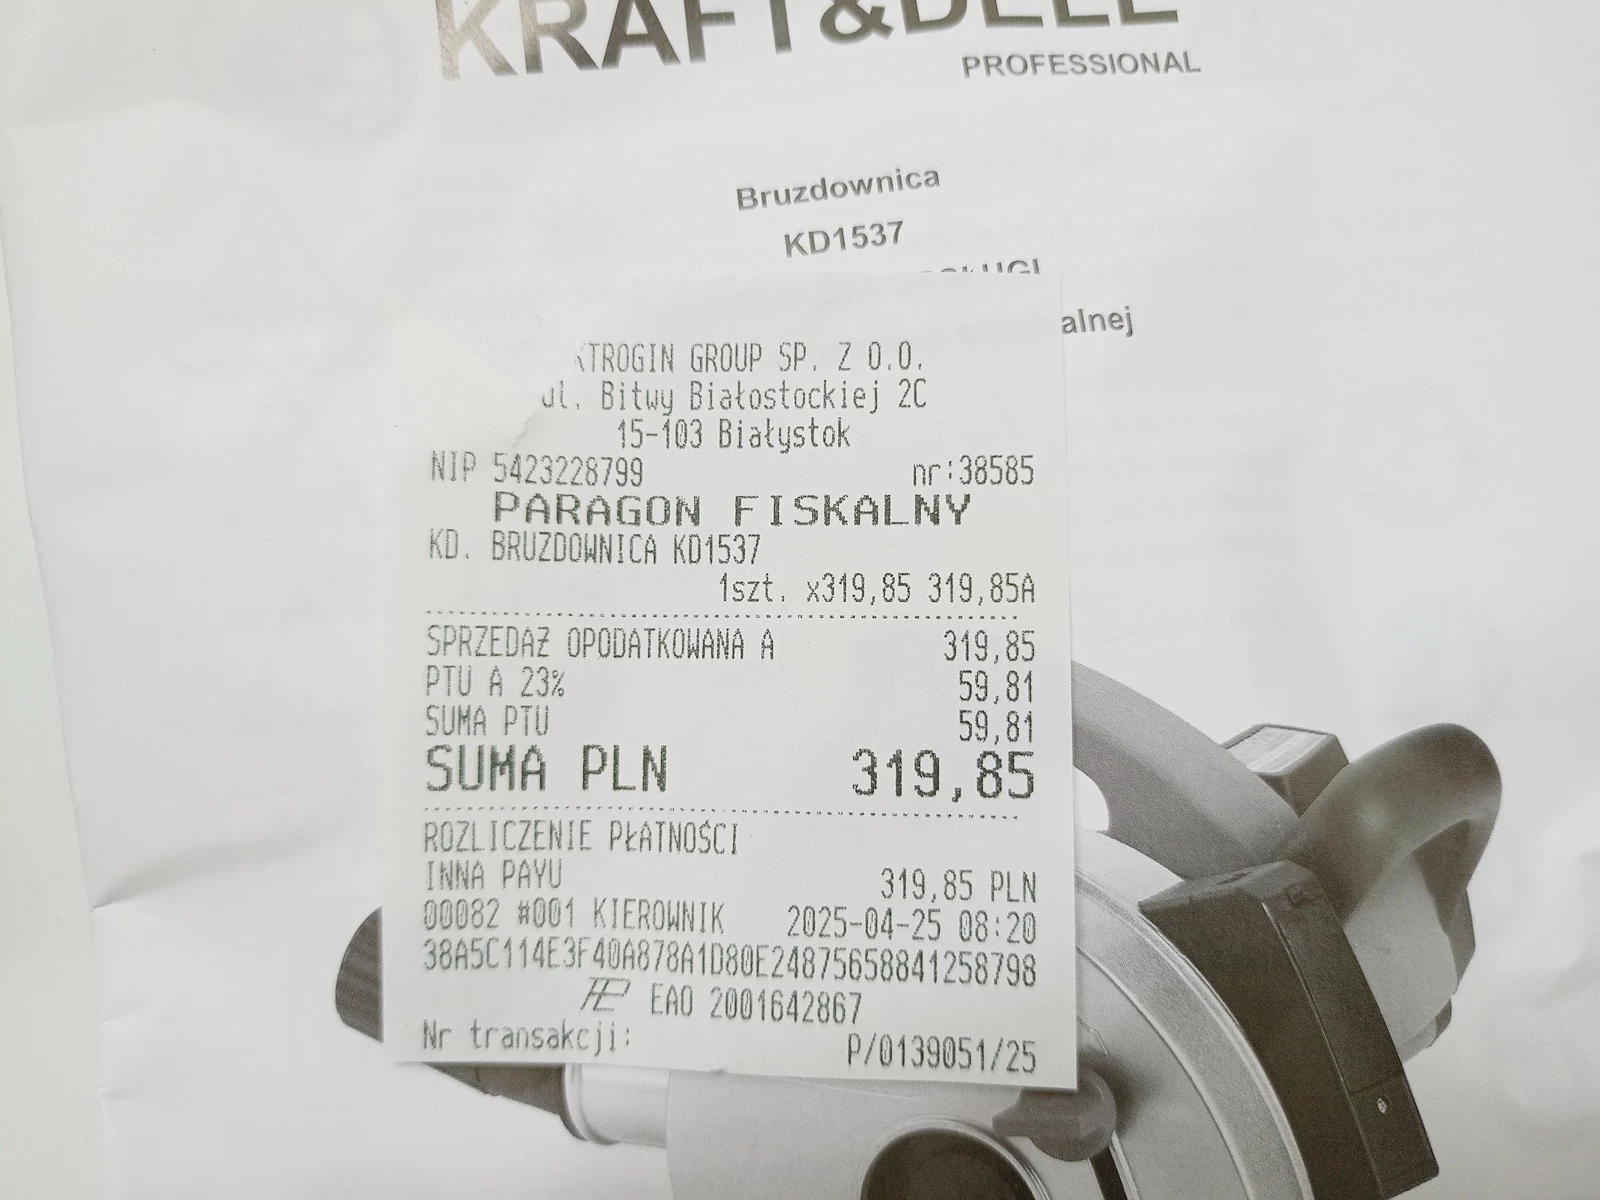 KRAFT&DELE
PROFESSIONAL
Bruzdownica
KD1537
TROGIN GROUP SP. Z O.O.
ul. Bitwy Białostockiej 2C
15-103 Białystok
NIP 5423228799 nr:38585
PARAGON FISKALNY
KD. BRUZDOWNICA KD1537
1szt. x319,85 319,85A
SPRZEDAŻ OPODATKOWANA A 319,85
PTU A 23% 59,81
SUMA PTU 59,81
SUMA PLN 319,85
ROZLICZENIE PŁATNOŚCI
INNA PAYU 319,85 PLN
00082 #001 KIEROWNIK 2025-04-25 08:20
38A5C114E3F40A878A1D80E24875658841258798
EAO 2001642867
Nr transakcji: P/0139051/25